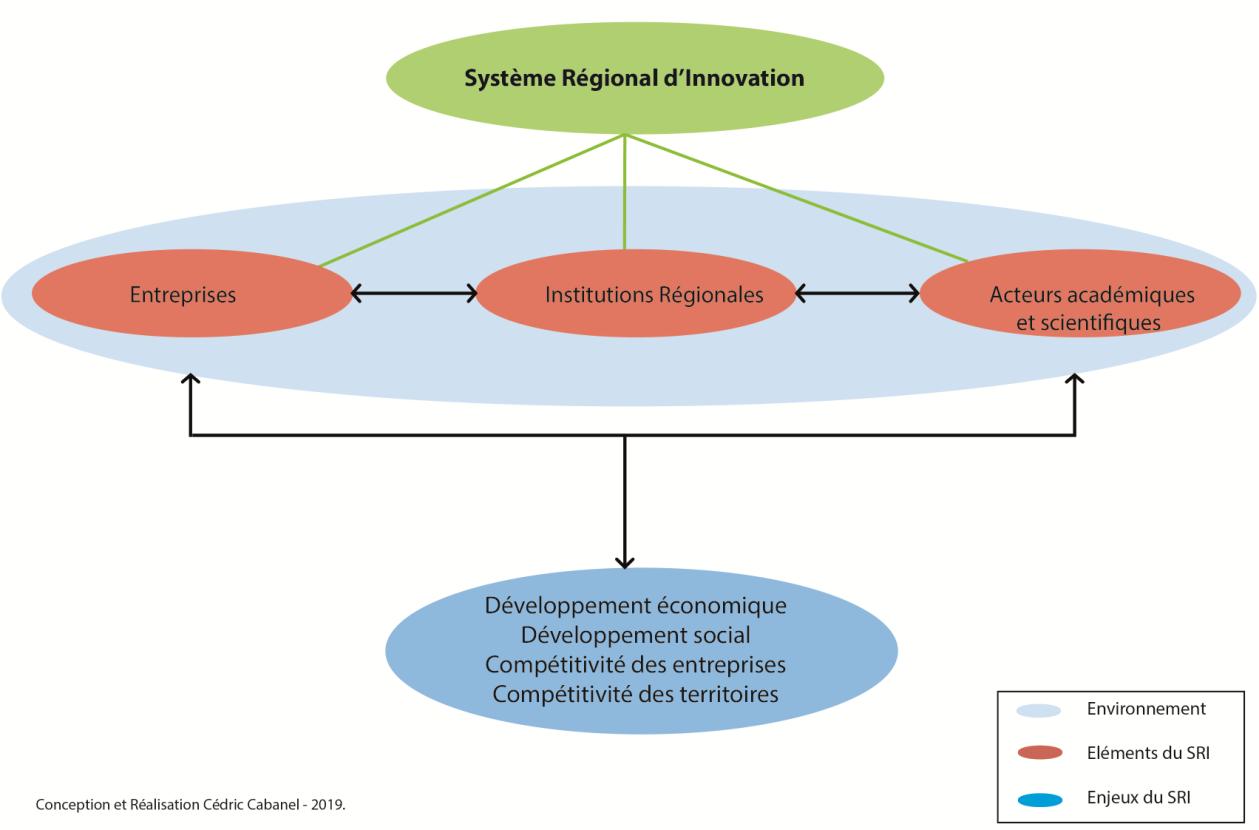 Système Régional d’Innovation
Entreprises
Institutions Régionales
Acteurs académiques
et scientifiques
Développement économique
Développement social
Compétitivité des entreprises
Compétitivité des territoires
Environnement
Eléments du SRI
Enjeux du SRI
Conception et Réalisation Cédric Cabanel - 2019.